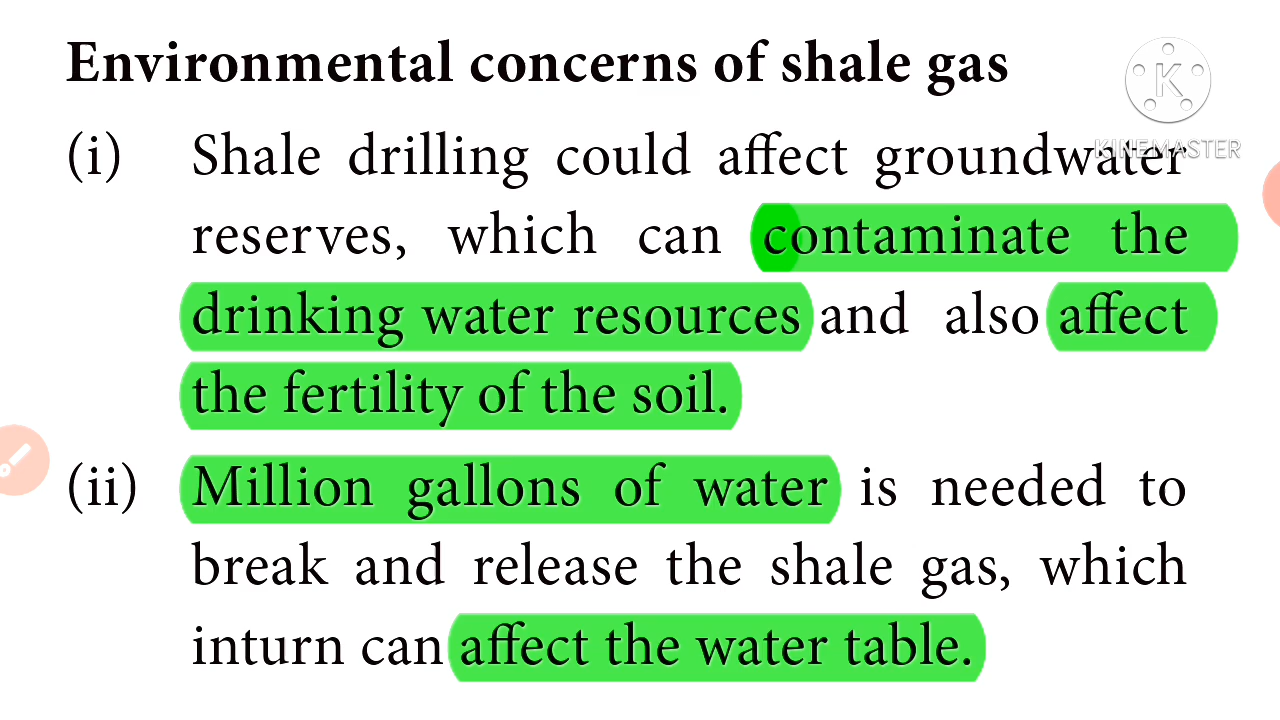 Environmental concerns of shale gas
K
KINEMASTER
(i) Shale drilling could affect groundwater
reserves, which can contaminate the
drinking water resources and also affect
the fertility of the soil.
(ii) Million gallons of water is needed to
break and release the shale gas, which
inturn can affect the water table.